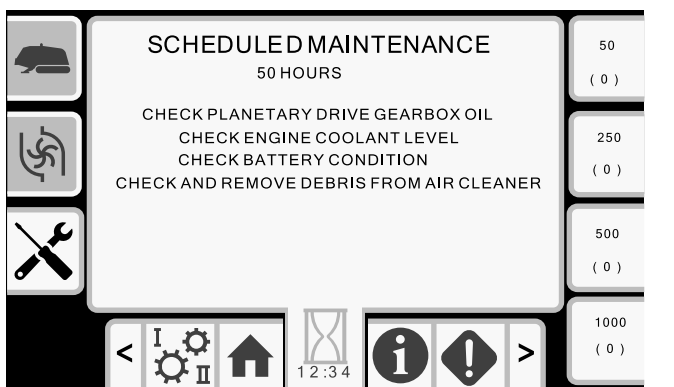 SCHEDULED MAINTENANCE
50 HOURS
CHECK PLANETARY DRIVE GEARBOX OIL
CHECK ENGINE COOLANT LEVEL
CHECK BATTERY CONDITION
CHECK AND REMOVE DEBRIS FROM AIR CLEANER
50
( 0 )
250
( 0 )
500
( 0 )
1000
( 0 )
<
I
II
12:34
i
!
>